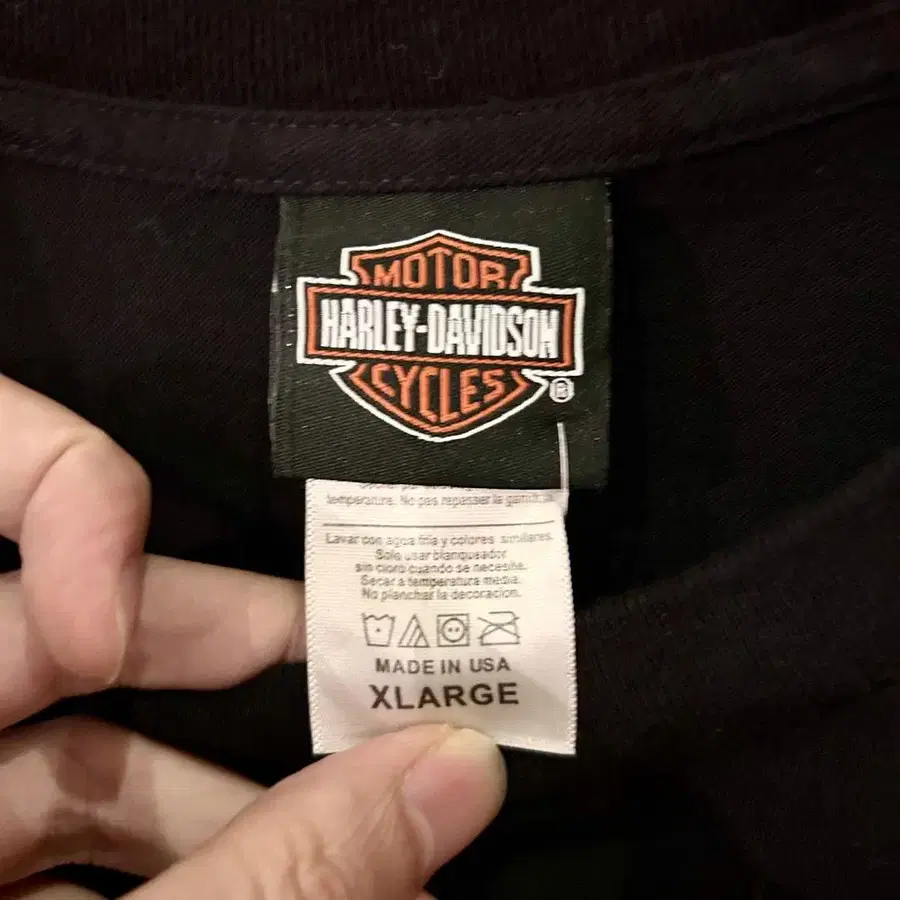 MOTOR
HARLEY-DAVIDSON
CYCLES
®
temperature. No pas repasser la
Lavar con agua fria y colores similares.
Solo usar blanqueador
sin cloro cuando se necesite.
Secar a temperatura media.
No planchar la decoracion.
MADE IN USA
XLARGE